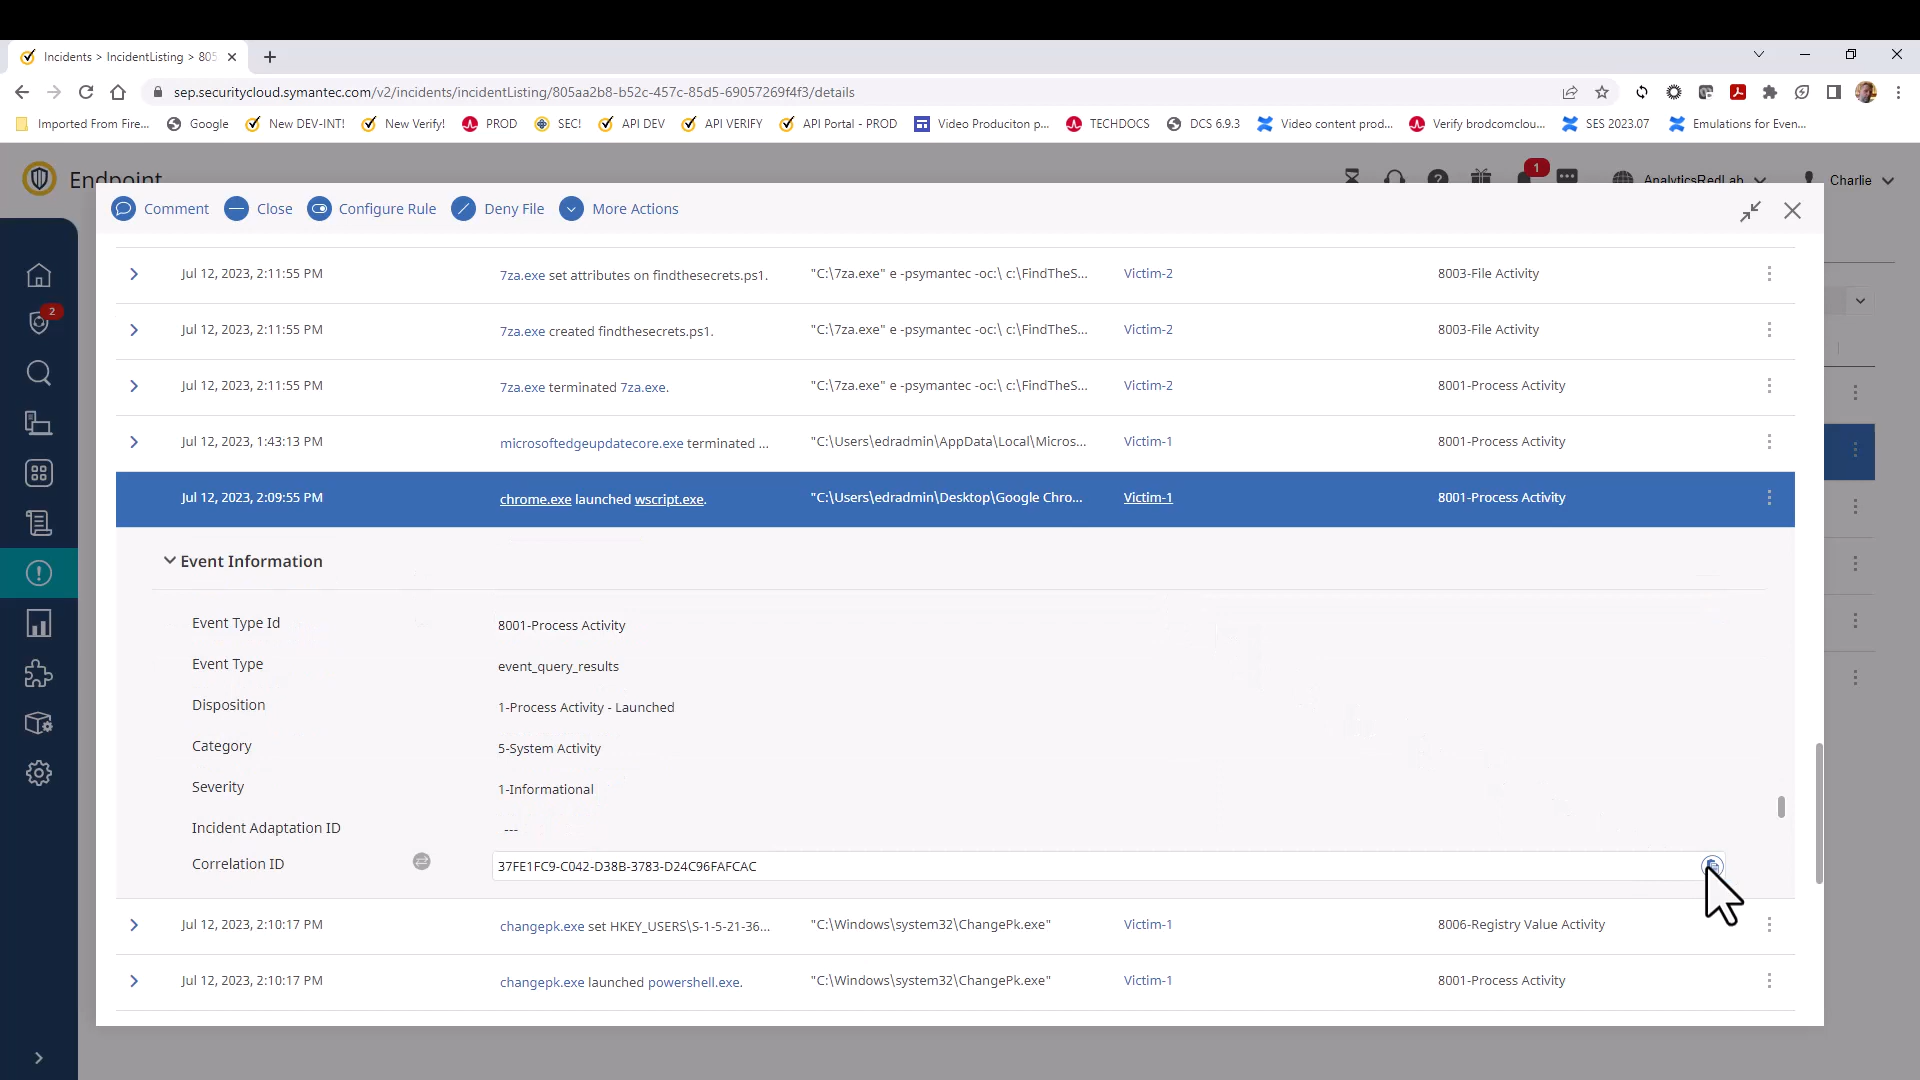 Incidents > IncidentListing > 805
sep.securitycloud.symantec.com/v2/incidents/incidentListing/805aa2b8-b52c-457c-85d5-69057269f4f3/details
Imported From Fire... Google New DEV-INT! New Verify! PROD SEC! API DEV API VERIFY API Portal - PROD Video Produciton p... TECHDOCS DCS 6.9.3 Video content prod... Verify brodcomclou... SES 2023.07 Emulations for Even...
Endpoint 1 AnalyticsRedLab Charlie
Comment Close Configure Rule Deny File More Actions
Jul 12, 2023, 2:11:55 PM 7za.exe set attributes on findthesecrets.ps1. "C:\7za.exe" e -psymantec -oc:\ c:\FindTheS... Victim-2 8003-File Activity
2
Jul 12, 2023, 2:11:55 PM 7za.exe created findthesecrets.ps1. "C:\7za.exe" e -psymantec -oc:\ c:\FindTheS... Victim-2 8003-File Activity
Jul 12, 2023, 2:11:55 PM 7za.exe terminated 7za.exe. "C:\7za.exe" e -psymantec -oc:\ c:\FindTheS... Victim-2 8001-Process Activity
Jul 12, 2023, 1:43:13 PM microsoftedgeupdatecore.exe terminated ... "C:\Users\edradmin\AppData\Local\Micros... Victim-1 8001-Process Activity
Jul 12, 2023, 2:09:55 PM chrome.exe launched wscript.exe. "C:\Users\edradmin\Desktop\Google Chro... Victim-1 8001-Process Activity
Event Information
Event Type Id 8001-Process Activity
Event Type event_query_results
Disposition 1-Process Activity - Launched
Category 5-System Activity
Severity 1-Informational
Incident Adaptation ID ---
Correlation ID 37FE1FC9-C042-D38B-3783-D24C96FAFCAC
Jul 12, 2023, 2:10:17 PM changepk.exe set HKEY_USERS\S-1-5-21-36... "C:\Windows\system32\ChangePk.exe" Victim-1 8006-Registry Value Activity
Jul 12, 2023, 2:10:17 PM changepk.exe launched powershell.exe. "C:\Windows\system32\ChangePk.exe" Victim-1 8001-Process Activity